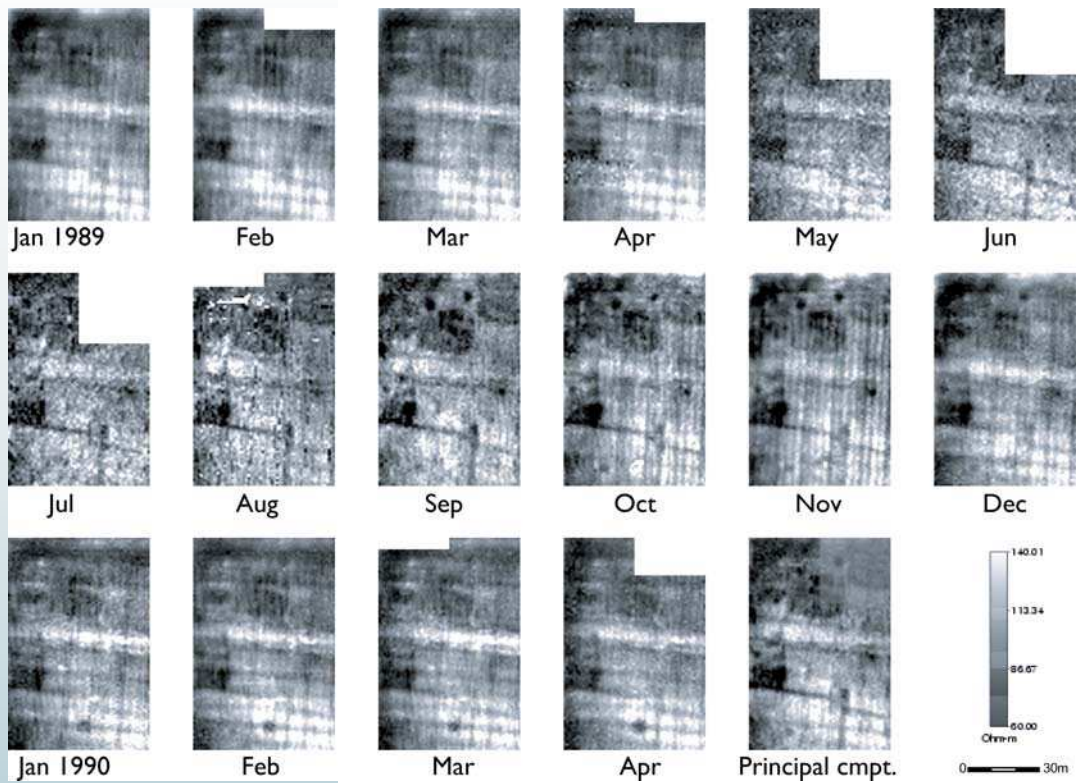 Jan 1989 Feb Mar Apr May Jun
Jul Aug Sep Oct Nov Dec
Jan 1990 Feb Mar Apr Principal cmpt.
140.01
113.34
86.67
60.00
Ohm-m
0 30m